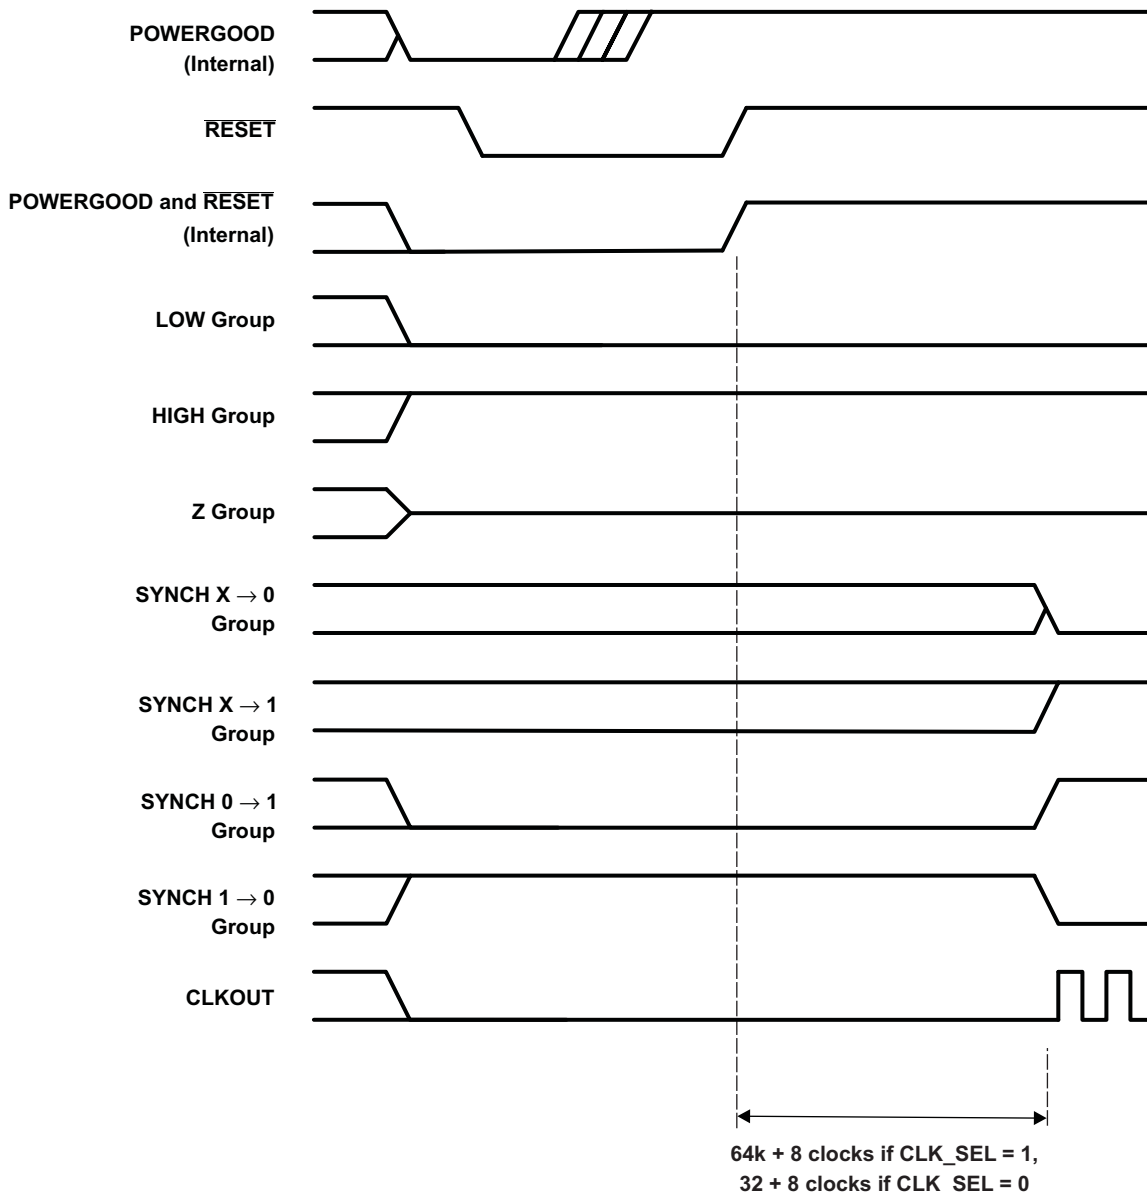 POWERGOOD
(Internal)
RESET
POWERGOOD and RESET
(Internal)
LOW Group
HIGH Group
Z Group
SYNCH X → 0
Group
SYNCH X → 1
Group
SYNCH 0 → 1
Group
SYNCH 1 → 0
Group
CLKOUT
64k + 8 clocks if CLK_SEL = 1,
32 + 8 clocks if CLK_SEL = 0